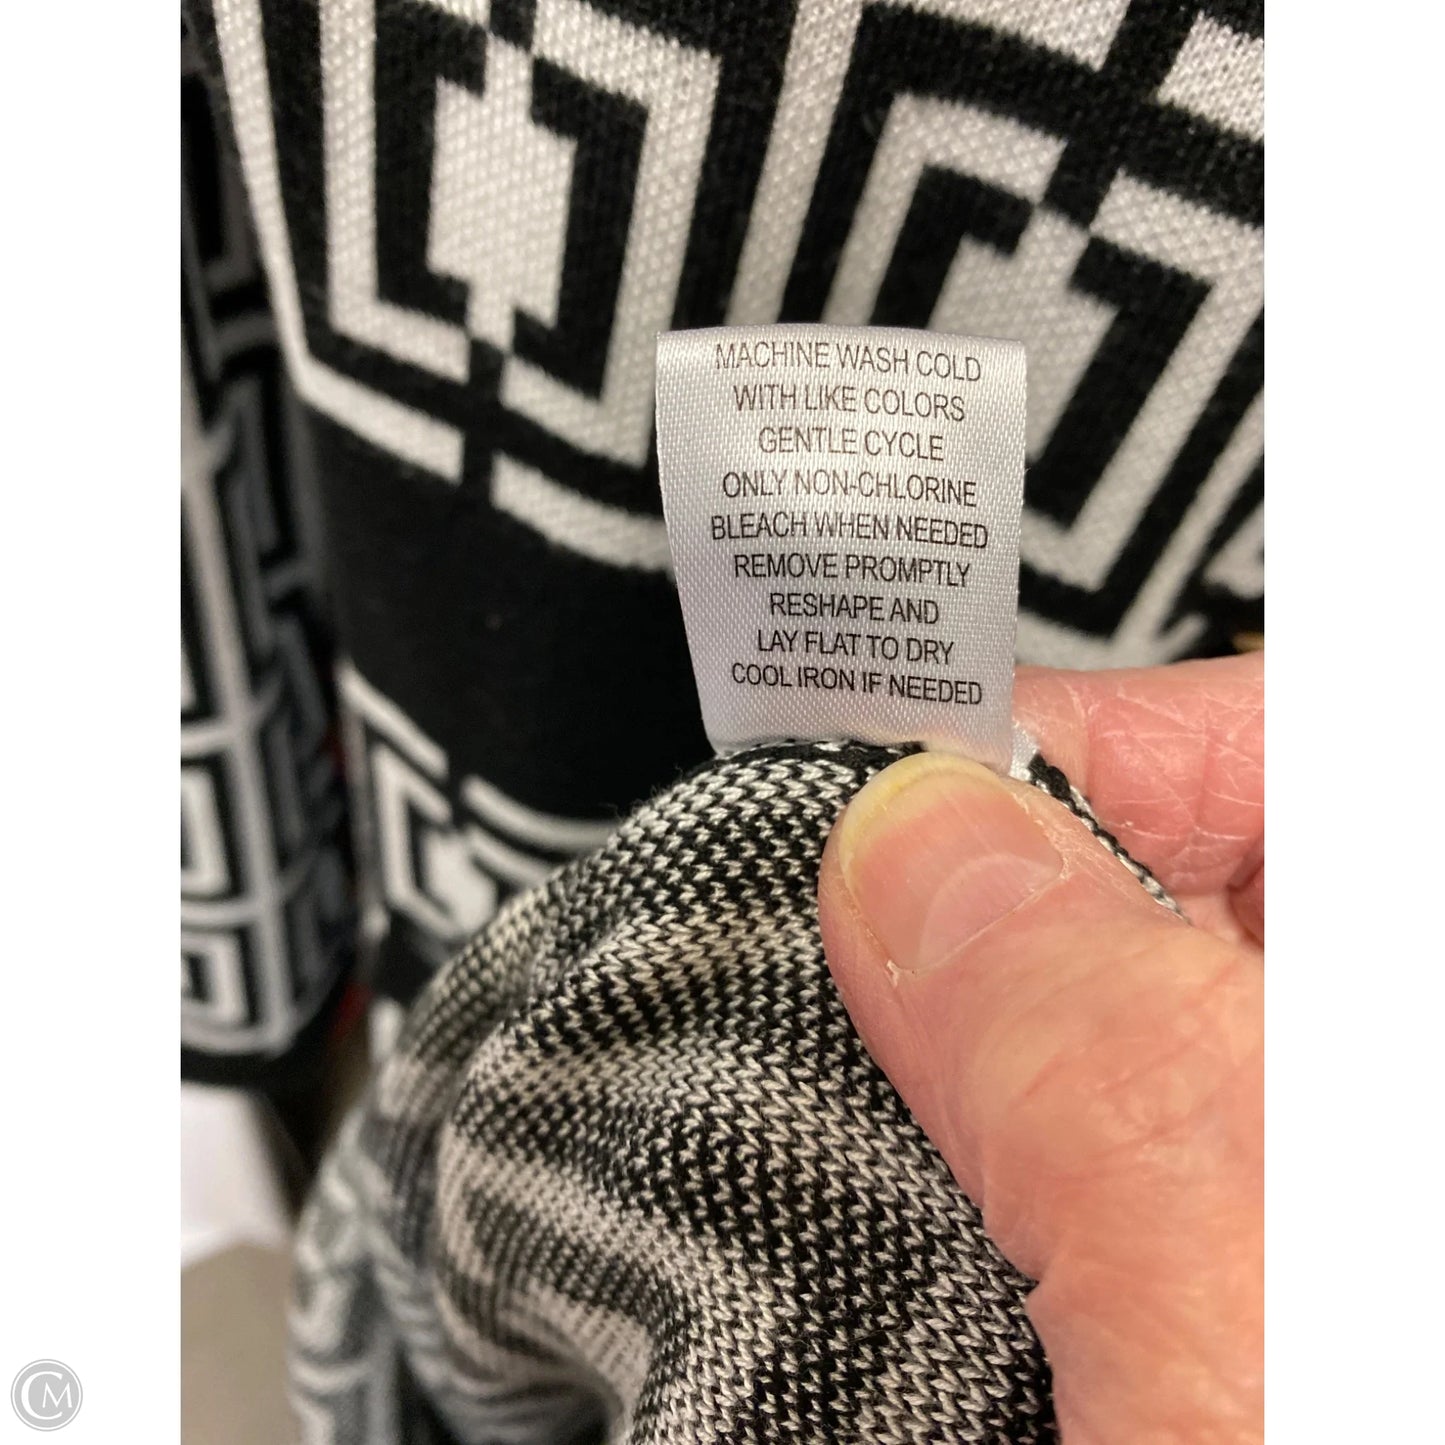 MACHINE WASH COLD
WITH LIKE COLORS
GENTLE CYCLE
ONLY NON-CHLORINE
BLEACH WHEN NEEDED
REMOVE PROMPTLY
RESHAPE AND
LAY FLAT TO DRY
COOL IRON IF NEEDED
CM